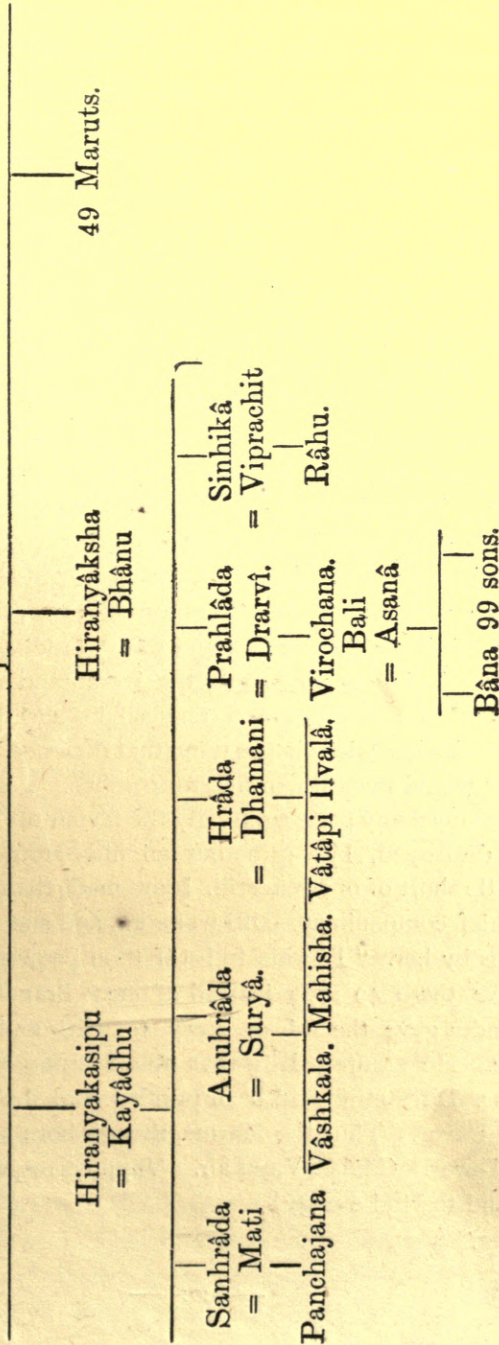 Hiranyakasipu Hiranyâksha 49 Maruts.
= Kayâdhu = Bhânu
Sanhrâda Anuhrâda Hrâda Prahlâda Sinhikâ
= Mati = Suryâ. = Dhamani = Drarvî. = Viprachit
Panchajana Vâshkala. Mahisha. Vâtâpi Ilvalâ. Virochana. Râhu.
Bali
= Asanâ
Bâna 99 sons.